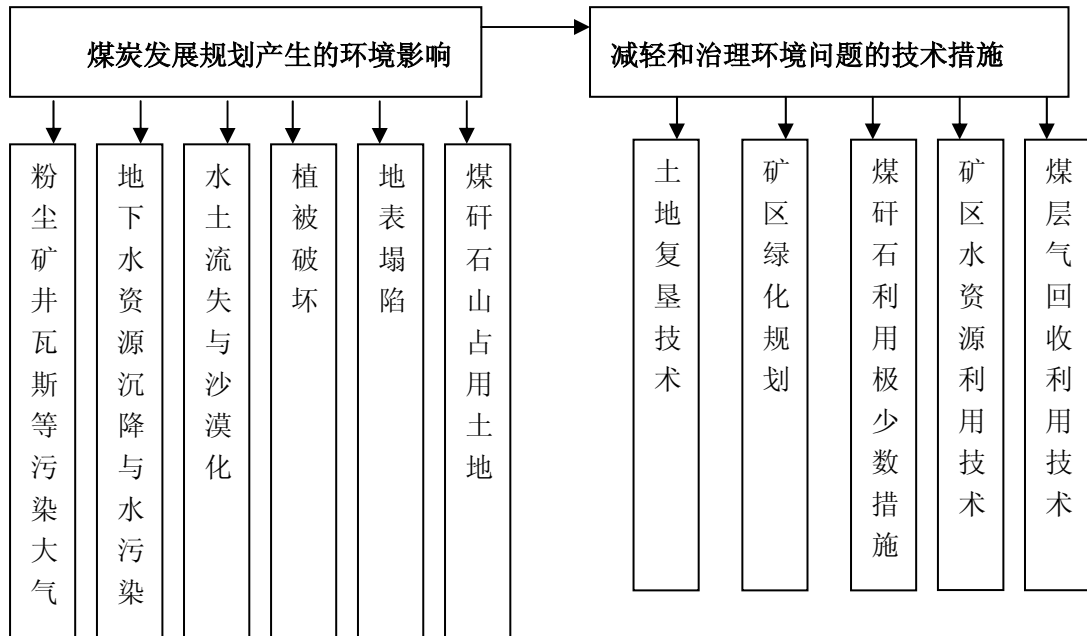 煤炭发展规划产生的环境影响
减轻和治理环境问题的技术措施
粉尘矿井瓦斯等污染大气
地下水资源沉降与水污染
水土流失与沙漠化
植被破坏
地表塌陷
煤矸石山占用土地
土地复垦技术
矿区绿化规划
煤矸石利用极少数措施
矿区水资源利用技术
煤层气回收利用技术